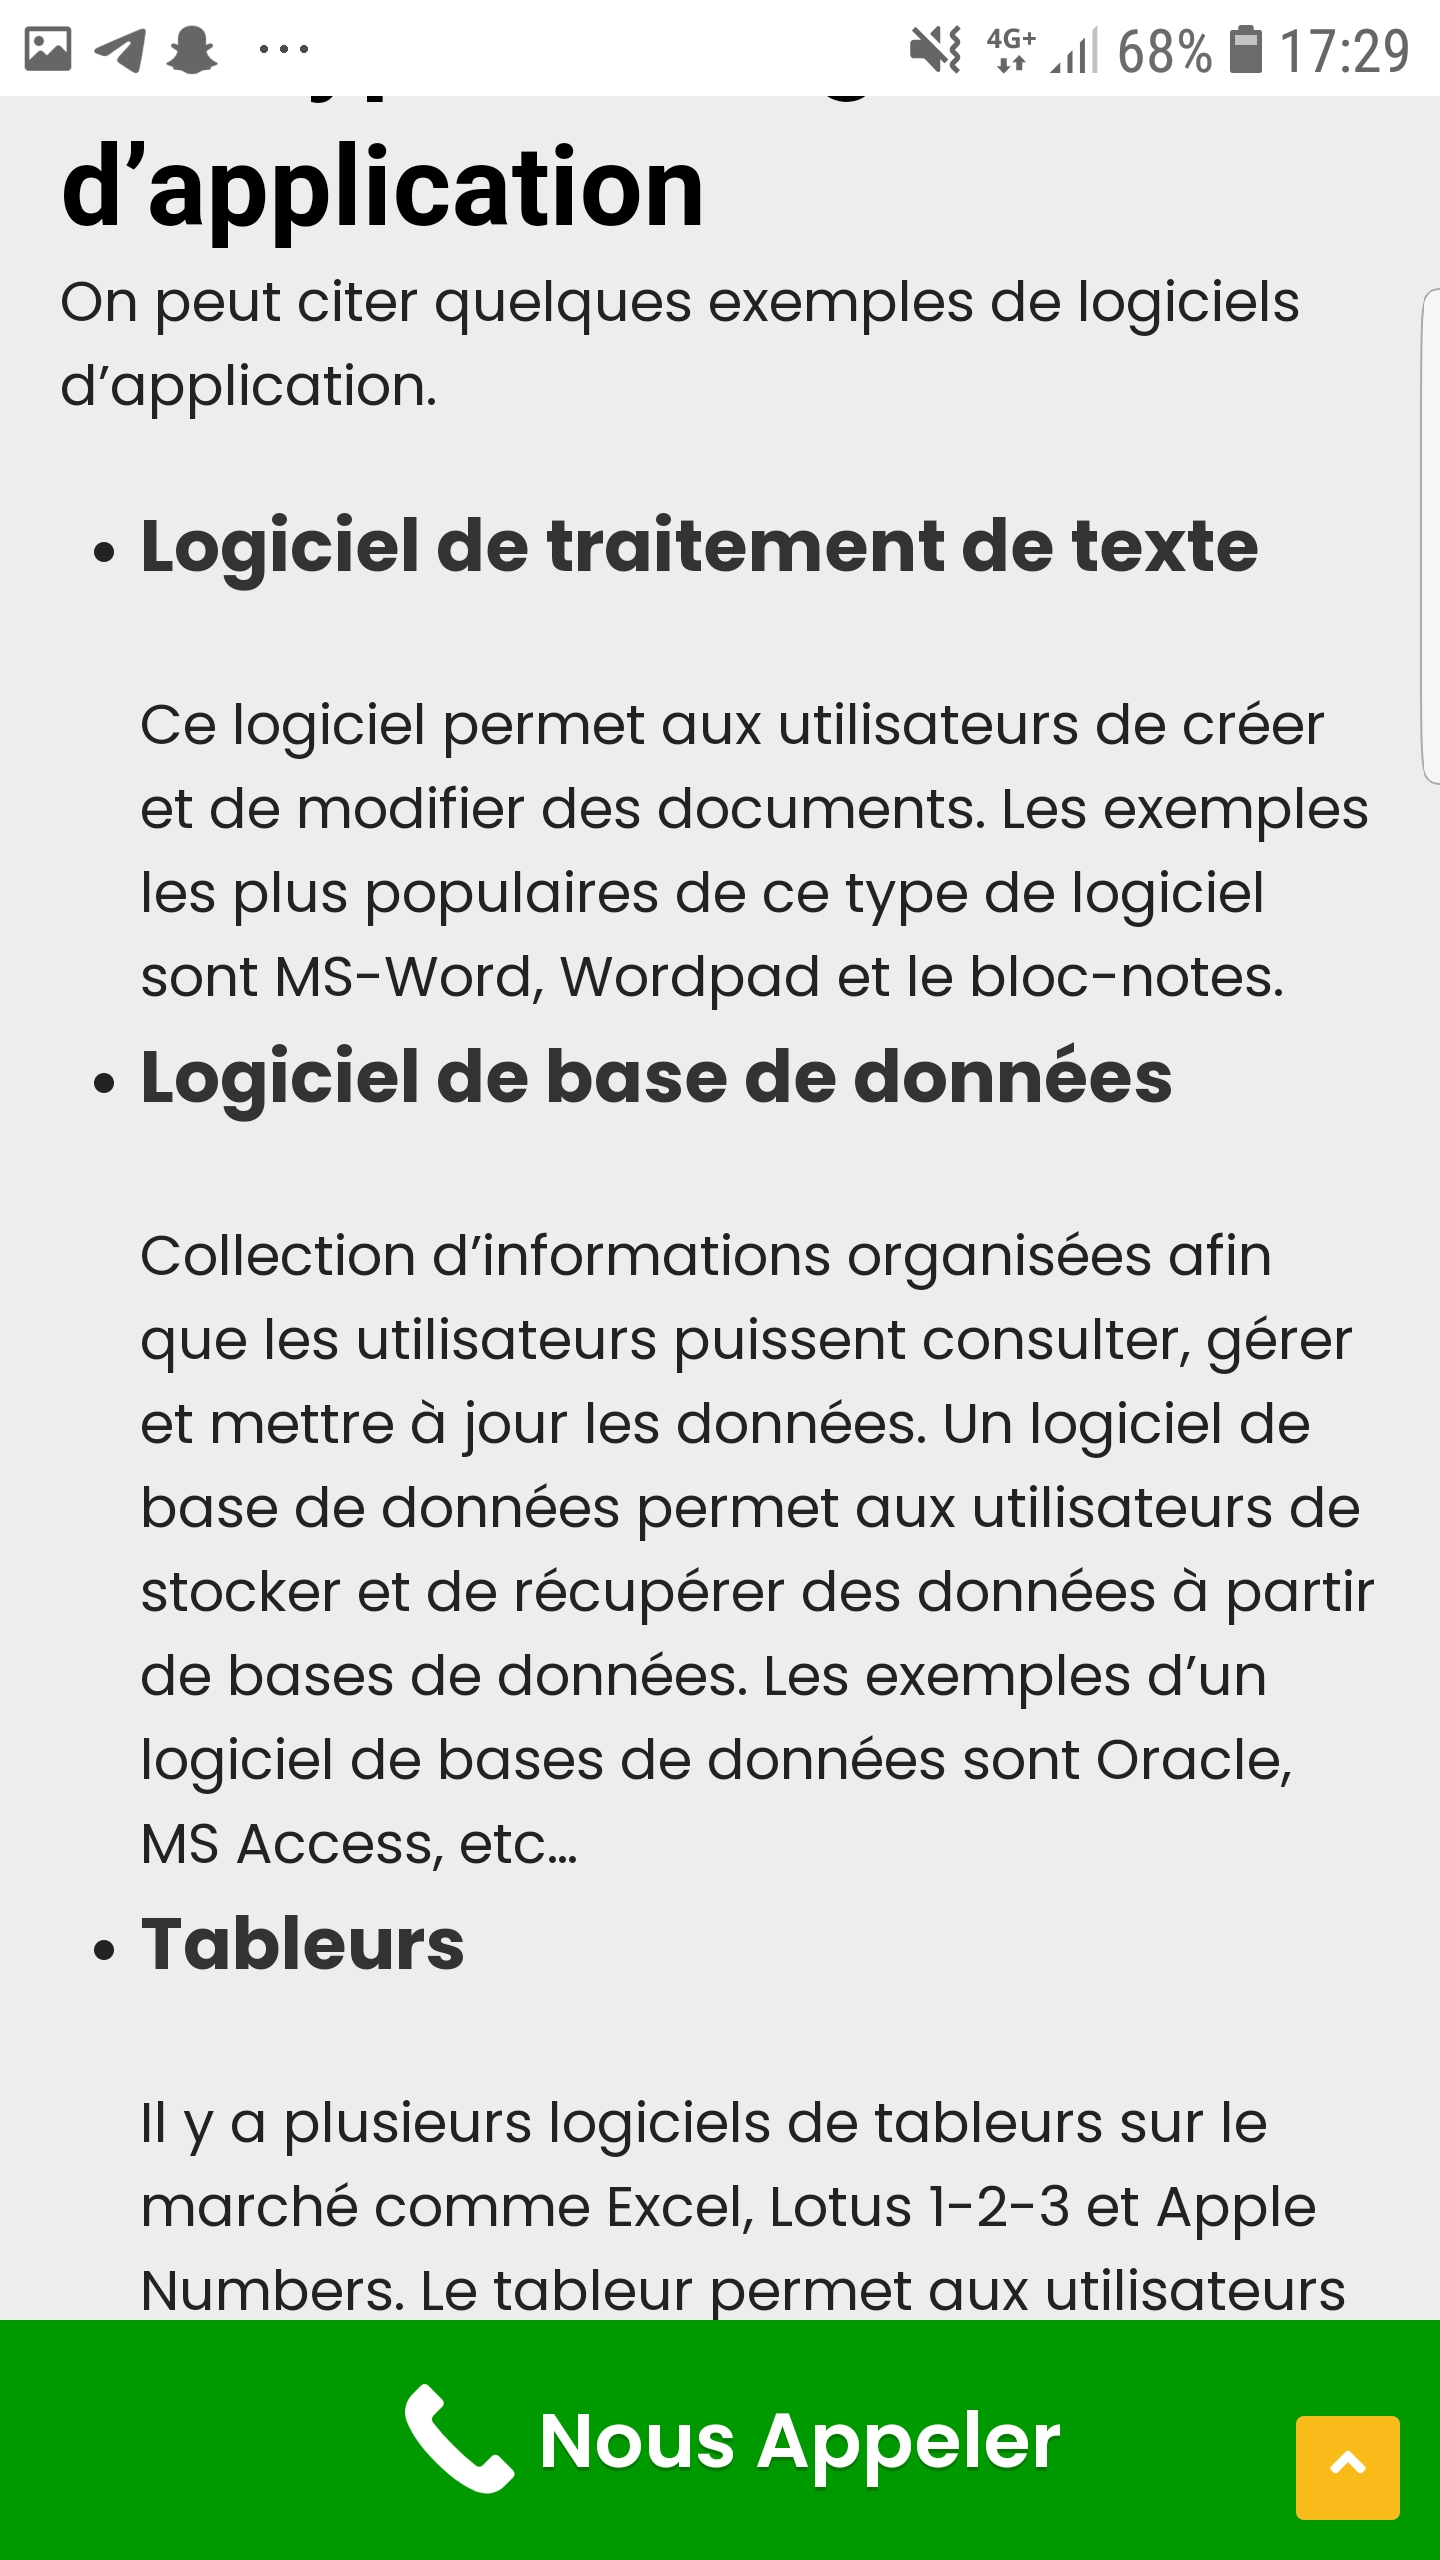 4G+ 68% 17:29
d’application
On peut citer quelques exemples de logiciels
d’application.
• Logiciel de traitement de texte
Ce logiciel permet aux utilisateurs de créer
et de modifier des documents. Les exemples
les plus populaires de ce type de logiciel
sont MS-Word, Wordpad et le bloc-notes.
• Logiciel de base de données
Collection d’informations organisées afin
que les utilisateurs puissent consulter, gérer
et mettre à jour les données. Un logiciel de
base de données permet aux utilisateurs de
stocker et de récupérer des données à partir
de bases de données. Les exemples d’un
logiciel de bases de données sont Oracle,
MS Access, etc…
• Tableurs
Il y a plusieurs logiciels de tableurs sur le
marché comme Excel, Lotus 1-2-3 et Apple
Numbers. Le tableur permet aux utilisateurs
Nous Appeler